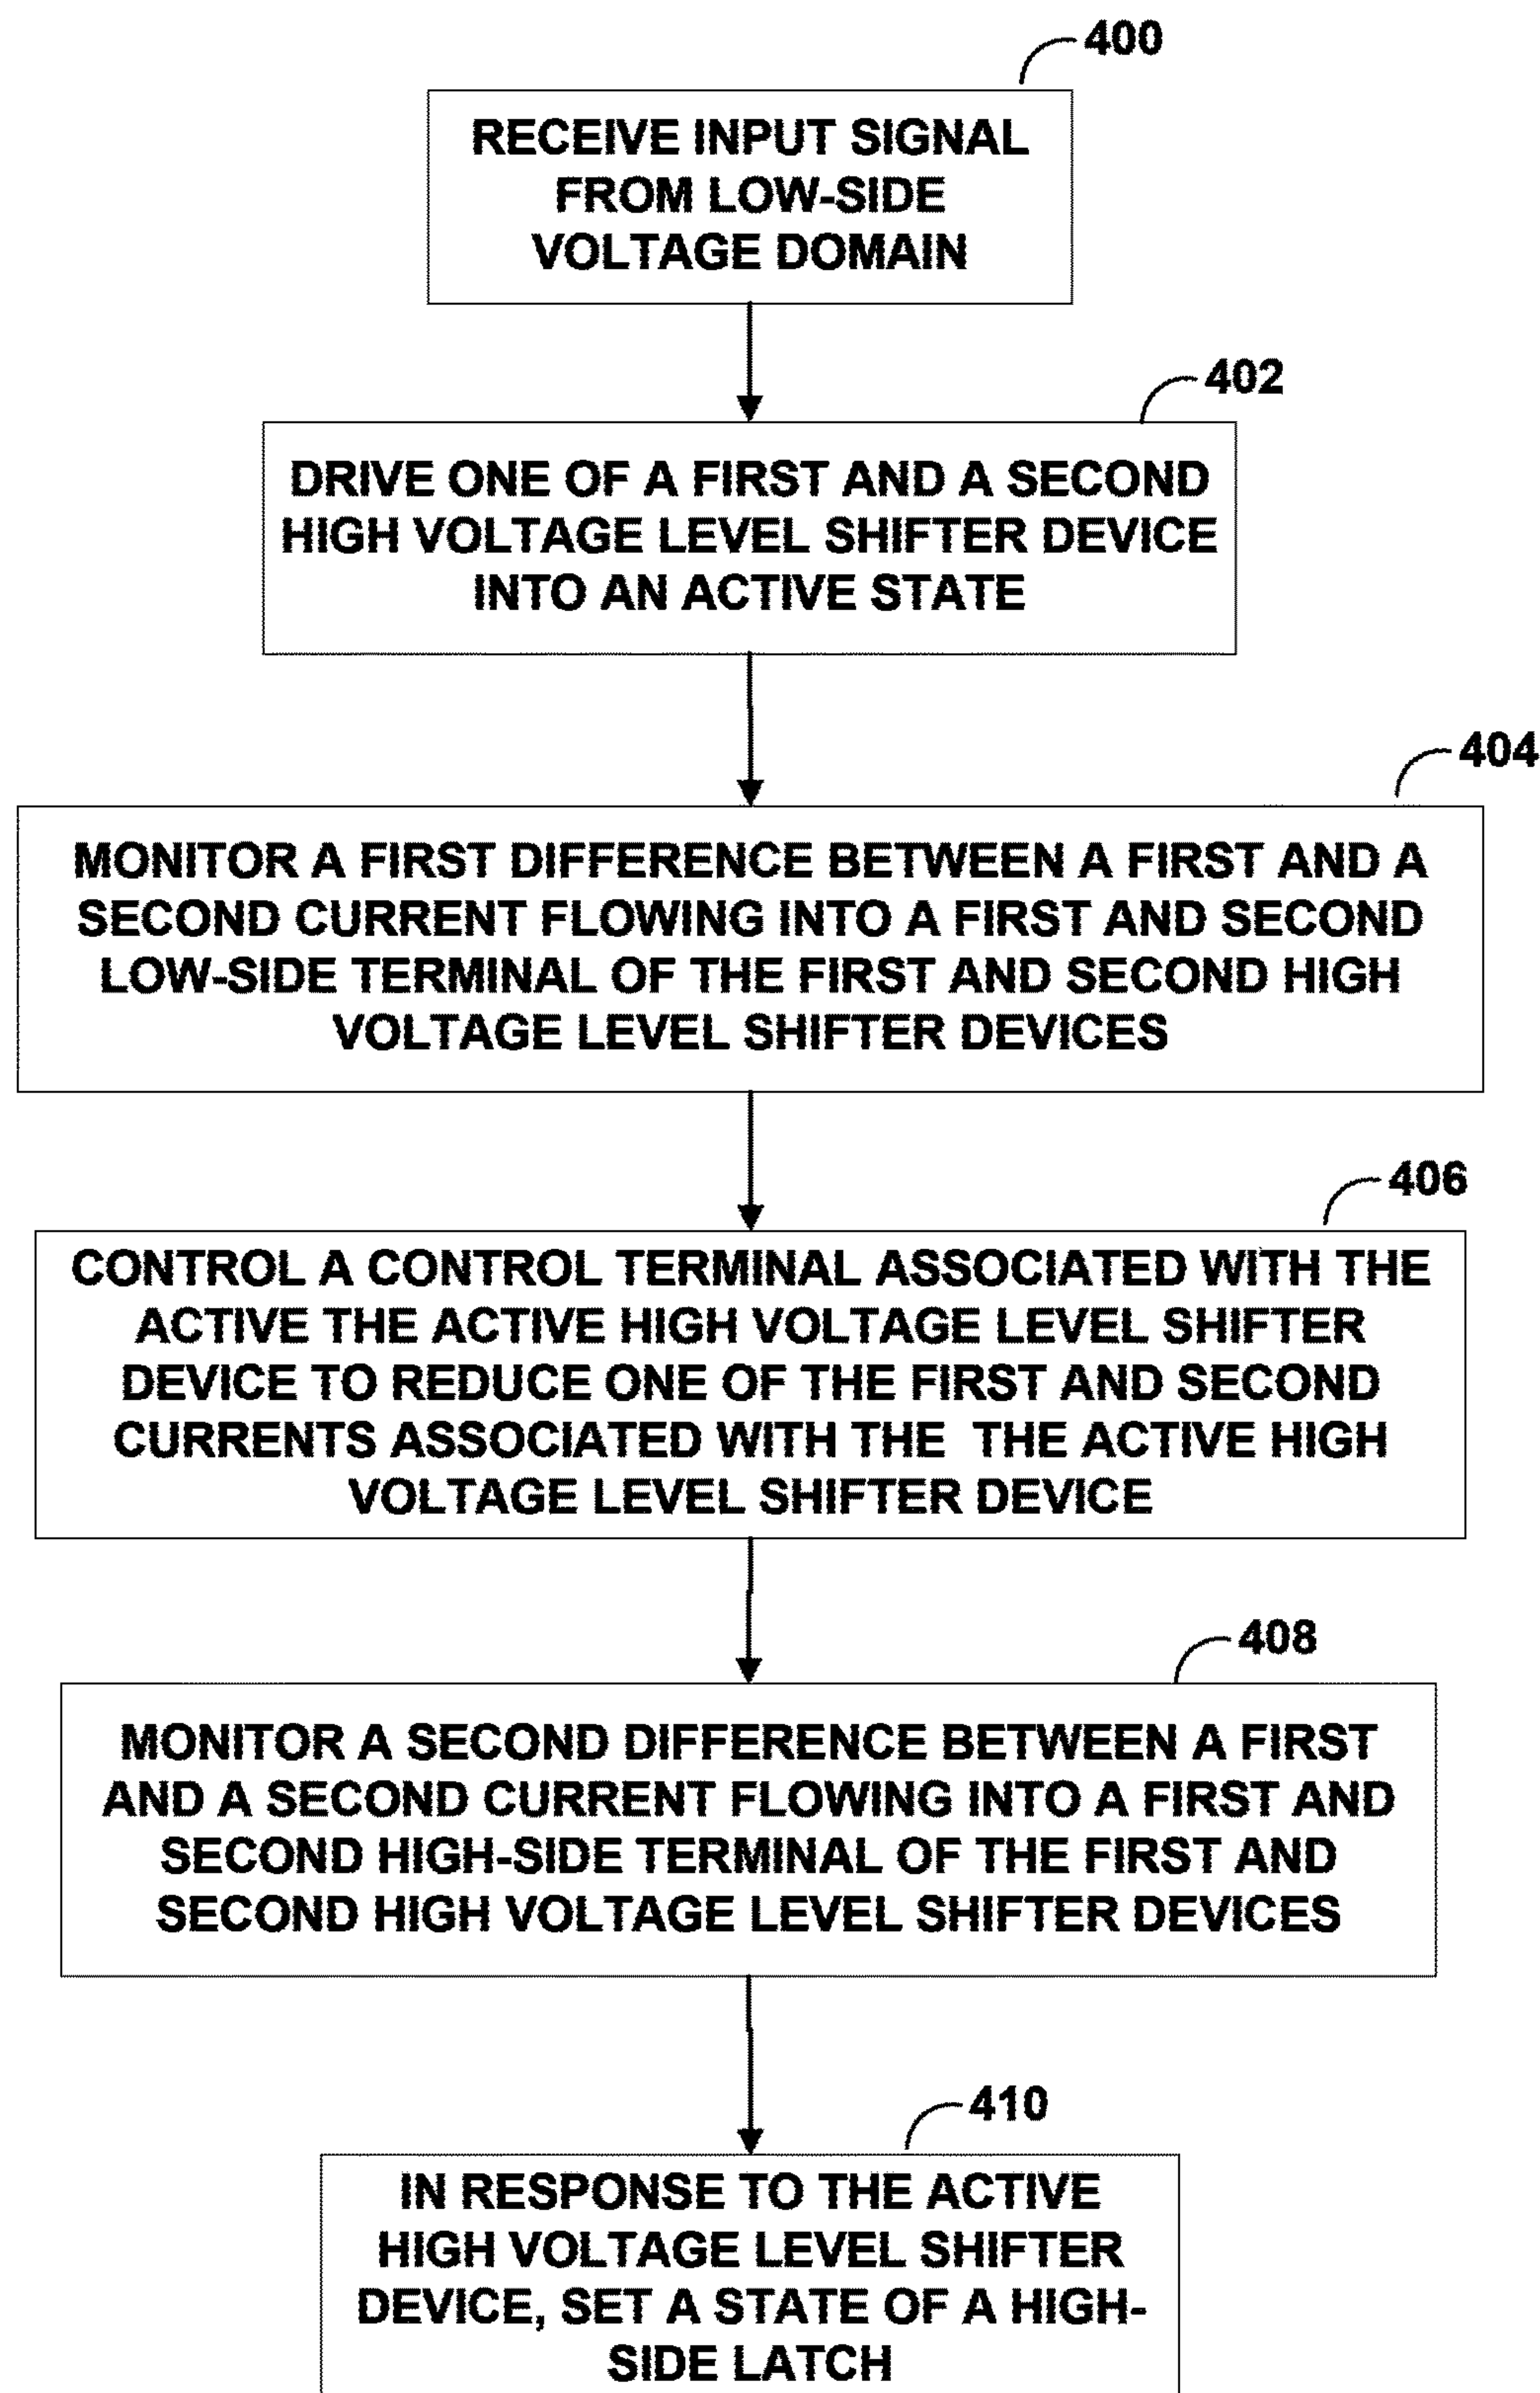 400
RECEIVE INPUT SIGNAL
FROM LOW-SIDE
VOLTAGE DOMAIN
402
DRIVE ONE OF A FIRST AND A SECOND
HIGH VOLTAGE LEVEL SHIFTER DEVICE
INTO AN ACTIVE STATE
404
MONITOR A FIRST DIFFERENCE BETWEEN A FIRST AND A
SECOND CURRENT FLOWING INTO A FIRST AND SECOND
LOW-SIDE TERMINAL OF THE FIRST AND SECOND HIGH
VOLTAGE LEVEL SHIFTER DEVICES
406
CONTROL A CONTROL TERMINAL ASSOCIATED WITH THE
ACTIVE THE ACTIVE HIGH VOLTAGE LEVEL SHIFTER
DEVICE TO REDUCE ONE OF THE FIRST AND SECOND
CURRENTS ASSOCIATED WITH THE THE ACTIVE HIGH
VOLTAGE LEVEL SHIFTER DEVICE
408
MONITOR A SECOND DIFFERENCE BETWEEN A FIRST
AND A SECOND CURRENT FLOWING INTO A FIRST AND
SECOND HIGH-SIDE TERMINAL OF THE FIRST AND
SECOND HIGH VOLTAGE LEVEL SHIFTER DEVICES
410
IN RESPONSE TO THE ACTIVE
HIGH VOLTAGE LEVEL SHIFTER
DEVICE, SET A STATE OF A HIGH-
SIDE LATCH